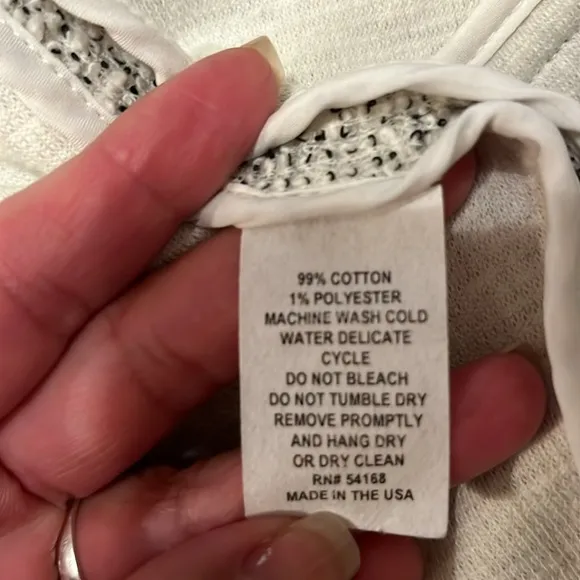 99% COTTON
1% POLYESTER
MACHINE WASH COLD
WATER DELICATE
CYCLE
DO NOT BLEACH
DO NOT TUMBLE DRY
REMOVE PROMPTLY
AND HANG DRY
OR DRY CLEAN
RN# 54168
MADE IN THE USA